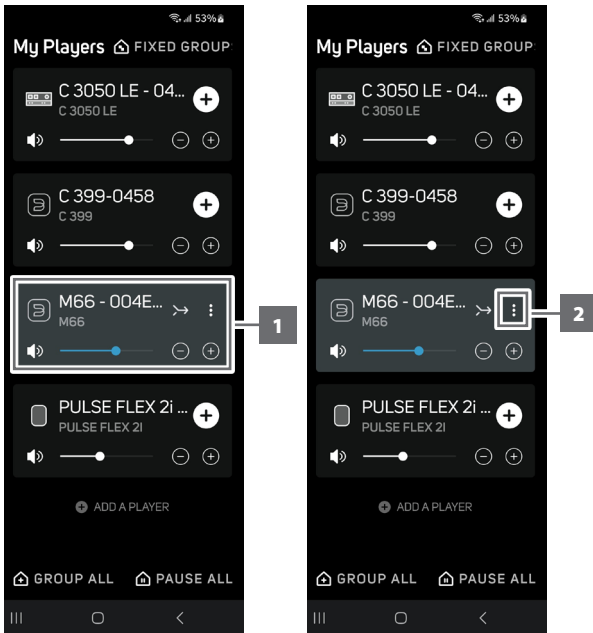 53%
My Players FIXED GROUP
C 3050 LE - 04...
C 3050 LE
C 399-0458
C 399
M66 - 004E...
M66
1
PULSE FLEX 2i ...
PULSE FLEX 2I
ADD A PLAYER
GROUP ALL PAUSE ALL
53%
My Players FIXED GROUP
C 3050 LE - 04...
C 3050 LE
C 399-0458
C 399
M66 - 004E...
M66
2
PULSE FLEX 2i ...
PULSE FLEX 2I
ADD A PLAYER
GROUP ALL PAUSE ALL